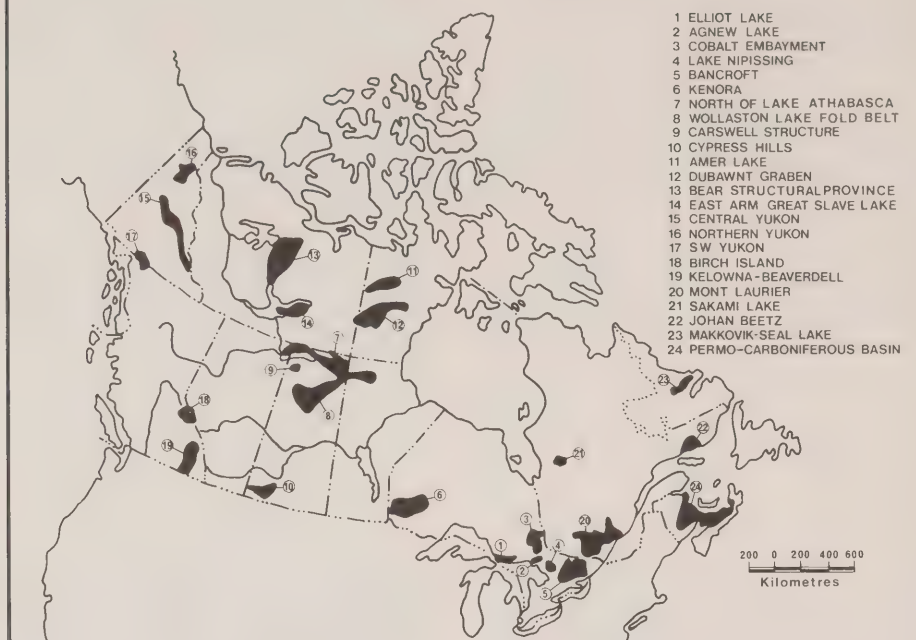 1 ELLIOT LAKE
2 AGNEW LAKE
3 COBALT EMBAYMENT
4 LAKE NIPISSING
5 BANCROFT
6 KENORA
7 NORTH OF LAKE ATHABASCA
8 WOLLASTON LAKE FOLD BELT
9 CARSWELL STRUCTURE
10 CYPRESS HILLS
11 AMER LAKE
12 DUBAWNT GRABEN
13 BEAR STRUCTURAL PROVINCE
14 EAST ARM GREAT SLAVE LAKE
15 CENTRAL YUKON
16 NORTHERN YUKON
17 SW YUKON
18 BIRCH ISLAND
19 KELOWNA-BEAVERDELL
20 MONT LAURIER
21 SAKAMI LAKE
22 JOHAN BEETZ
23 MAKKOVIK-SEAL LAKE
24 PERMO-CARBONIFEROUS BASIN
16
15
17
13
11
14
12
7
9
8
23
18
22
19
21
10
6
24
3
20
1
4
2
5
200 0 200 400 600
Kilometres